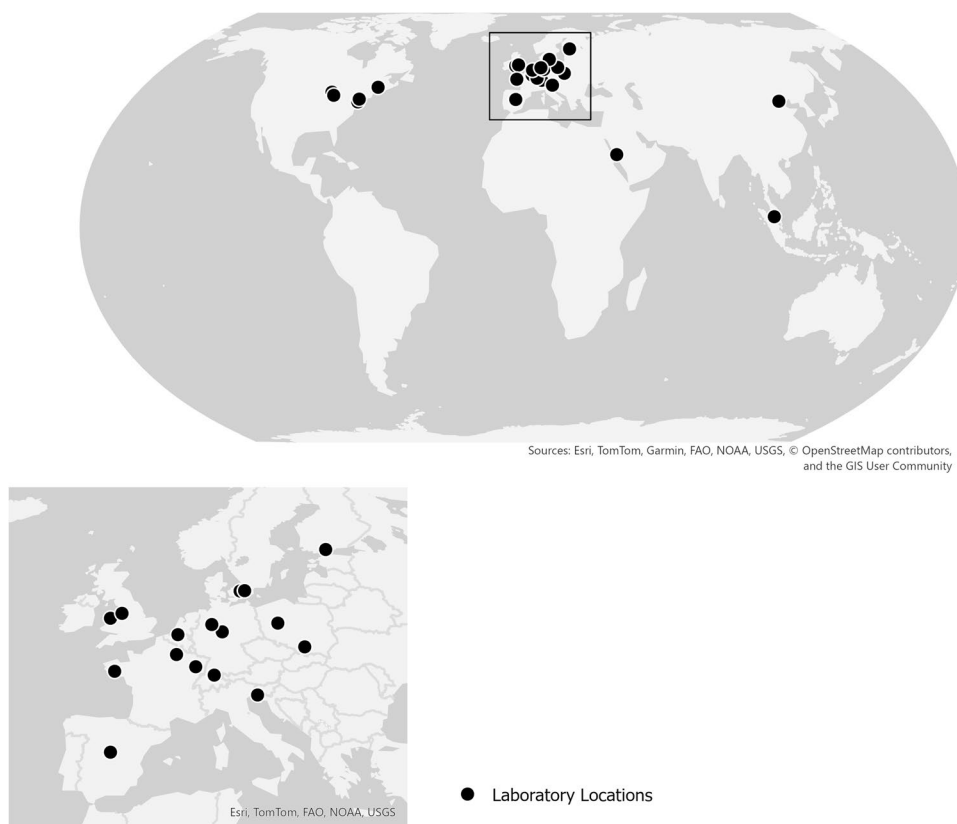 Sources: Esri, TomTom, Garmin, FAO, NOAA, USGS, © OpenStreetMap contributors,
and the GIS User Community
Esri, TomTom, FAO, NOAA, USGS
Laboratory Locations